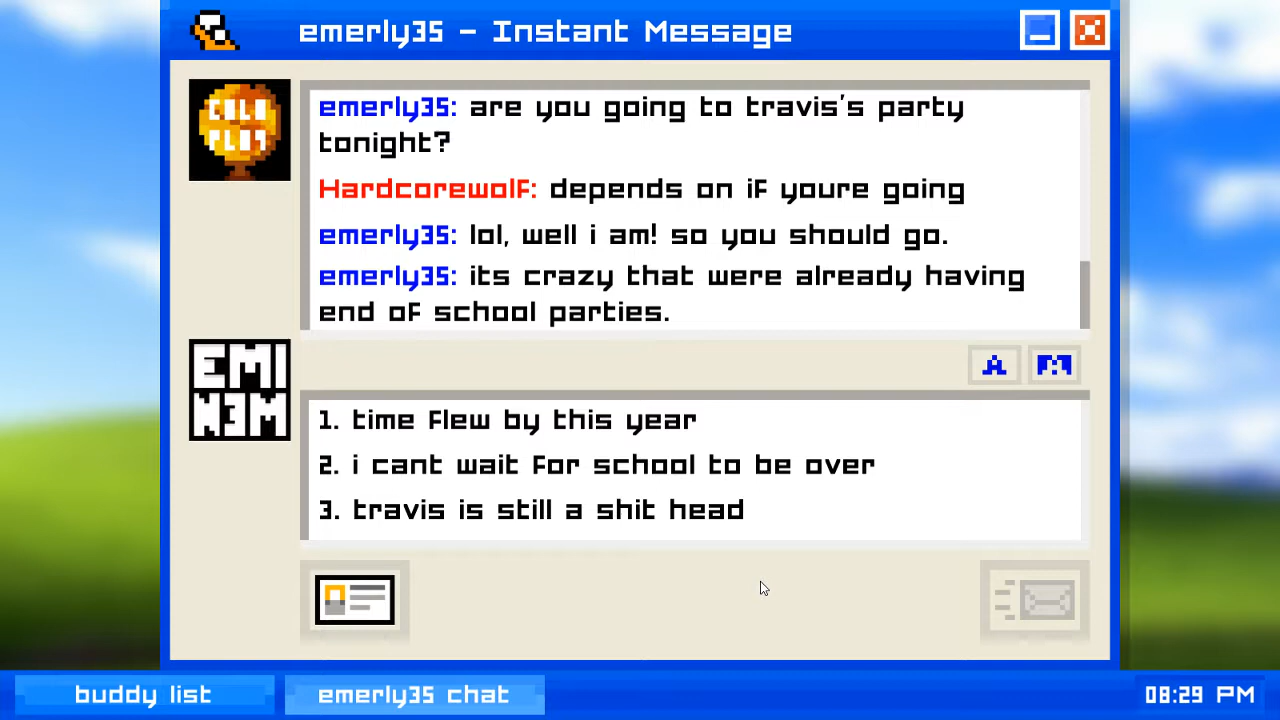 emerly35 - Instant Message
COLD
PLAY
emerly35: are you going to travis's party
tonight?
Hardcorewolf: depends on if youre going
emerly35: lol, well i am! so you should go.
emerly35: its crazy that were already having
end of school parties.
EMI
NEM
A
1. time flew by this year
2. i cant wait for school to be over
3. travis is still a shit head
buddy list
emerly35 chat
08:29 PM